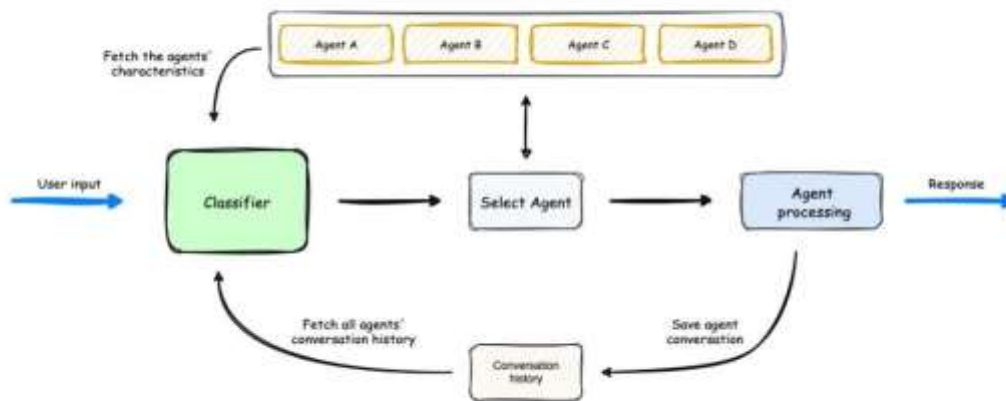 Agent A
Agent B
Agent C
Agent D
Fetch the agents'
characteristics
User input
Classifier
Select Agent
Agent
processing
Response
Fetch all agents'
conversation history
Save agent
conversation
Conversation
history